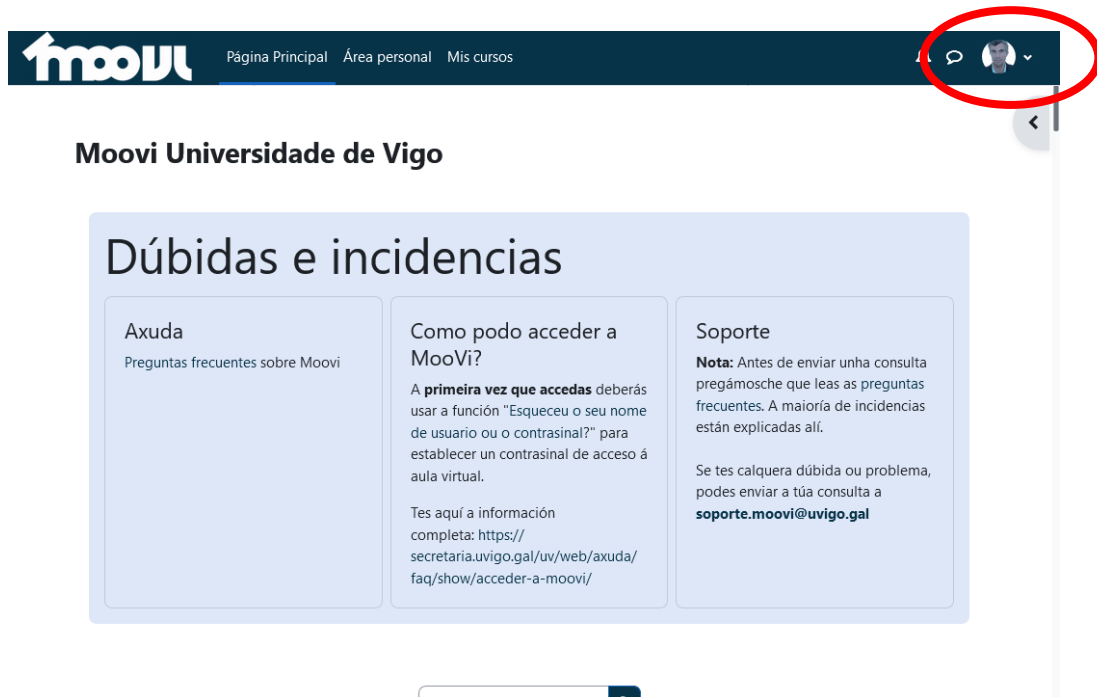 moovi
Página Principal Área personal Mis cursos
Moovi Universidade de Vigo
Dúbidas e incidencias
Axuda
Preguntas frecuentes sobre Moovi
Como podo acceder a
MooVi?
A primeira vez que accedas deberás
usar a función "Esqueceu o seu nome
de usuario ou o contrasinal?" para
establecer un contrasinal de acceso á
aula virtual.
Tes aquí a información
completa: https://
secretaria.uvigo.gal/uv/web/axuda/
faq/show/acceder-a-moovi/
Soporte
Nota: Antes de enviar unha consulta
pregámosche que leas as preguntas
frecuentes. A maioría de incidencias
están explicadas alí.
Se tes calquera dúbida ou problema,
podes enviar a túa consulta a
soporte.moovi@uvigo.gal